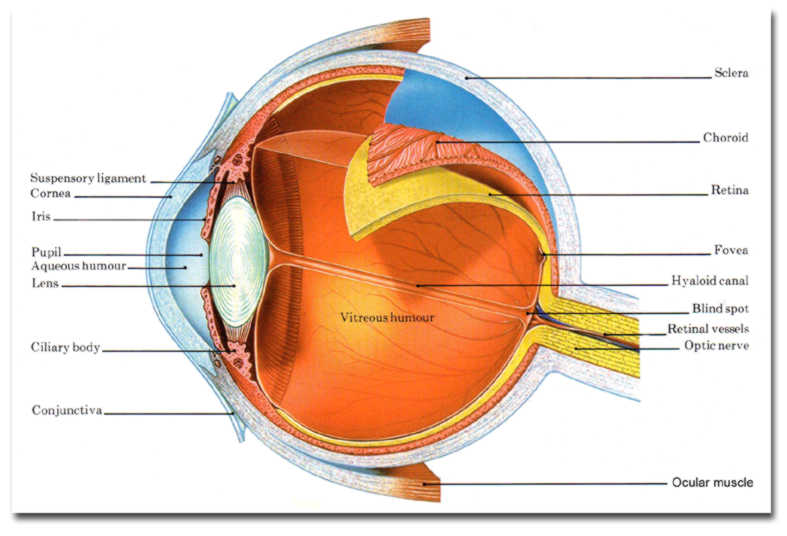 Sclera
Choroid
Suspensory ligament
Cornea
Retina
Iris
Pupil
Fovea
Aqueous humour
Lens
Hyaloid canal
Blind spot
Vitreous humour
Retinal vessels
Optic nerve
Ciliary body
Conjunctiva
Ocular muscle